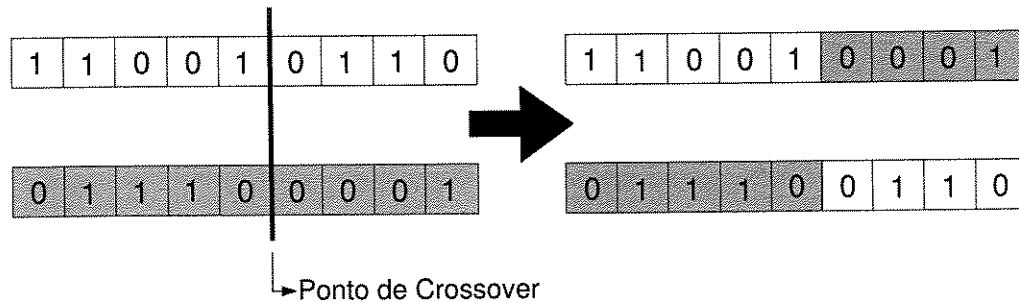 1 1 0 0 1 0 1 1 0
1 1 0 0 1 0 0 0 1
0 1 1 1 0 0 0 0 1
0 1 1 1 0 0 1 1 0
Ponto de Crossover